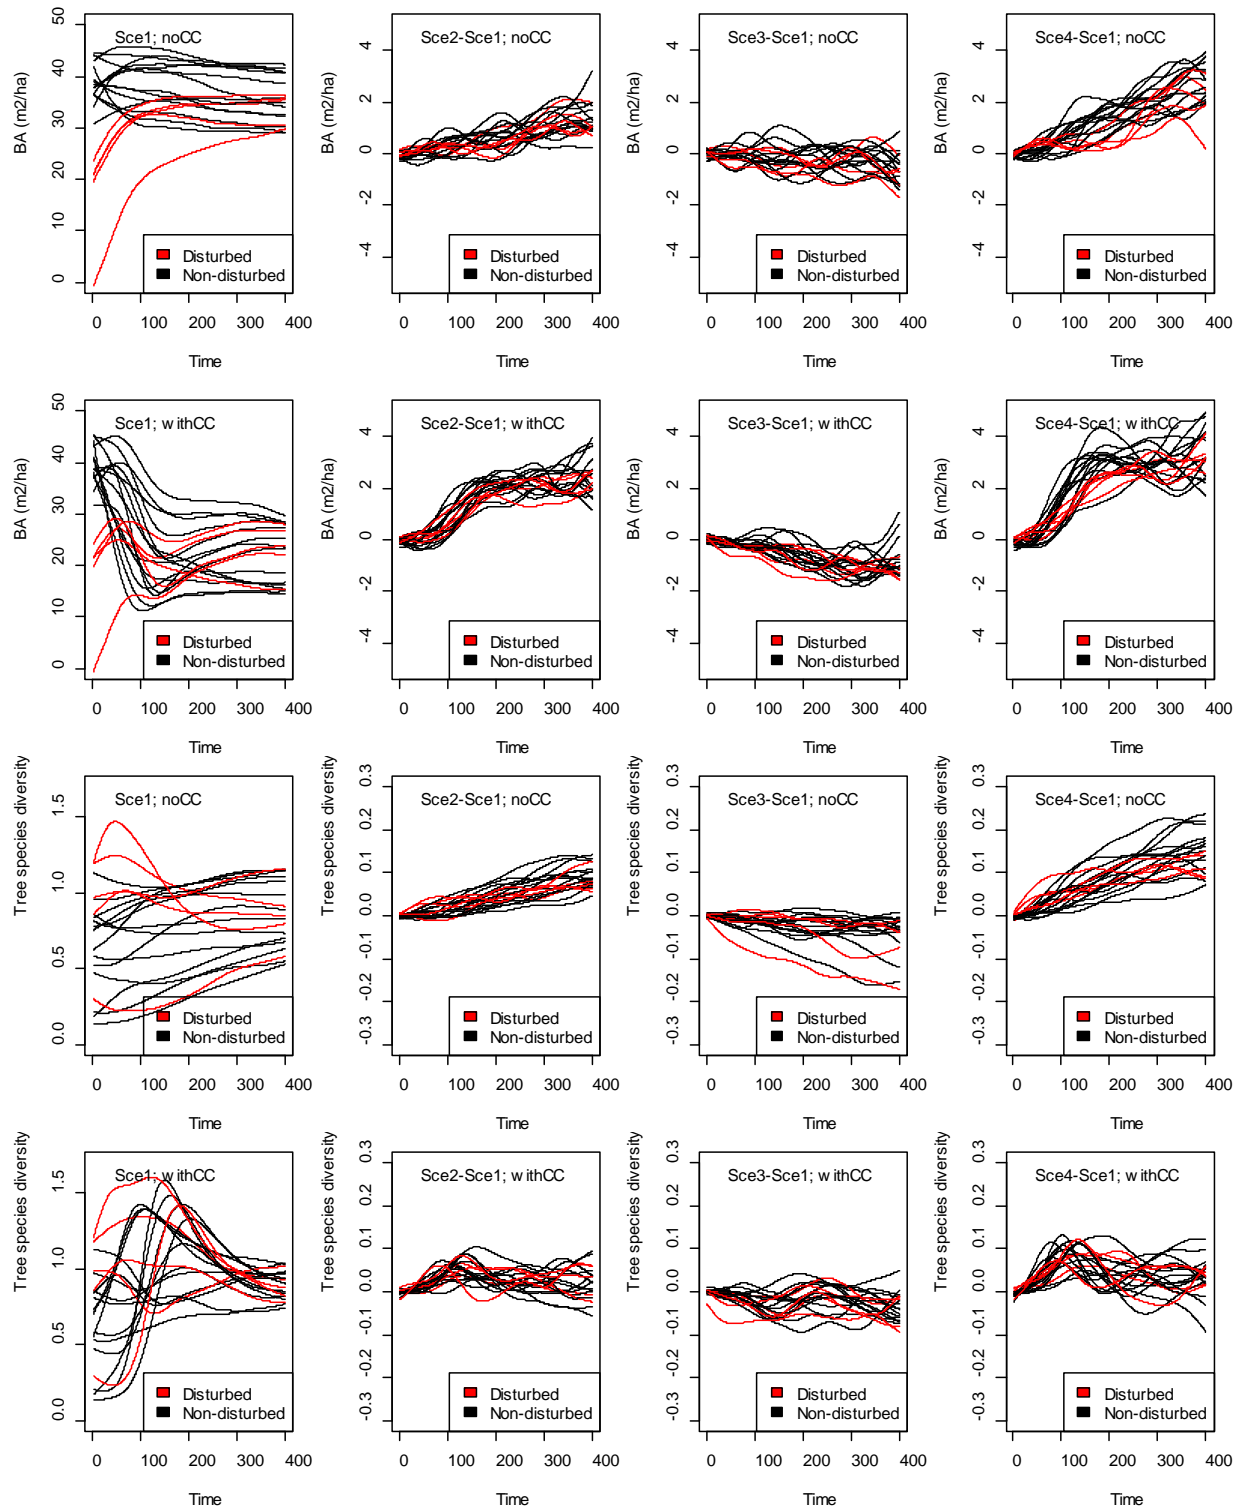 BA (m2/ha)
50
40
30
20
10
0
Sce1; noCC
Disturbed
Non-disturbed
0 100 200 300 400
Time
BA (m2/ha)
4
2
0
-2
-4
Sce2-Sce1; noCC
Disturbed
Non-disturbed
0 100 200 300 400
Time
BA (m2/ha)
4
2
0
-2
-4
Sce3-Sce1; noCC
Disturbed
Non-disturbed
0 100 200 300 400
Time
BA (m2/ha)
4
2
0
-2
-4
Sce4-Sce1; noCC
Disturbed
Non-disturbed
0 100 200 300 400
Time
BA (m2/ha)
50
40
30
20
10
0
Sce1; withCC
Disturbed
Non-disturbed
0 100 200 300 400
Time
BA (m2/ha)
4
2
0
-2
-4
Sce2-Sce1; withCC
Disturbed
Non-disturbed
0 100 200 300 400
Time
BA (m2/ha)
4
2
0
-2
-4
Sce3-Sce1; withCC
Disturbed
Non-disturbed
0 100 200 300 400
Time
BA (m2/ha)
4
2
0
-2
-4
Sce4-Sce1; withCC
Disturbed
Non-disturbed
0 100 200 300 400
Time
Tree species diversity
1.5
1.0
0.5
0.0
Sce1; noCC
Disturbed
Non-disturbed
0 100 200 300 400
Time
Tree species diversity
0.3
0.2
0.1
0.0
-0.1
-0.2
-0.3
Sce2-Sce1; noCC
Disturbed
Non-disturbed
0 100 200 300 400
Time
Tree species diversity
0.3
0.2
0.1
0.0
-0.1
-0.2
-0.3
Sce3-Sce1; noCC
Disturbed
Non-disturbed
0 100 200 300 400
Time
Tree species diversity
0.3
0.2
0.1
0.0
-0.1
-0.2
-0.3
Sce4-Sce1; noCC
Disturbed
Non-disturbed
0 100 200 300 400
Time
Tree species diversity
1.5
1.0
0.5
0.0
Sce1; withCC
Disturbed
Non-disturbed
0 100 200 300 400
Time
Tree species diversity
0.3
0.2
0.1
0.0
-0.1
-0.2
-0.3
Sce2-Sce1; withCC
Disturbed
Non-disturbed
0 100 200 300 400
Time
Tree species diversity
0.3
0.2
0.1
0.0
-0.1
-0.2
-0.3
Sce3-Sce1; withCC
Disturbed
Non-disturbed
0 100 200 300 400
Time
Tree species diversity
0.3
0.2
0.1
0.0
-0.1
-0.2
-0.3
Sce4-Sce1; withCC
Disturbed
Non-disturbed
0 100 200 300 400
Time